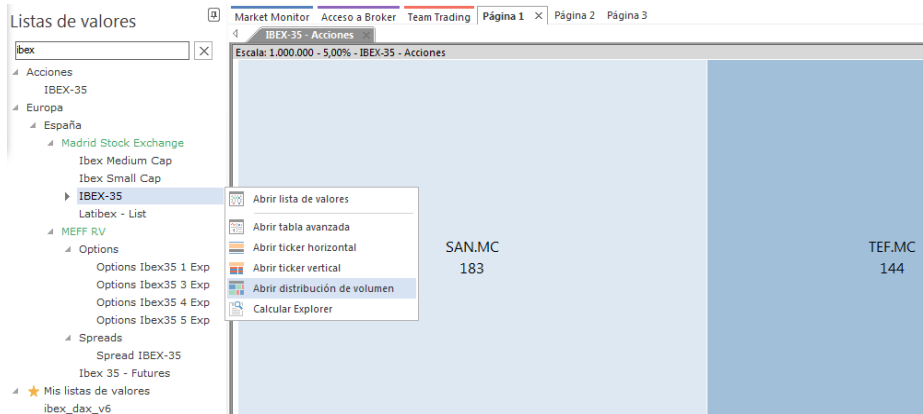 Listas de valores
ibex
Acciones
IBEX-35
Europa
España
Madrid Stock Exchange
Ibex Medium Cap
Ibex Small Cap
IBEX-35
Latibex - List
MEFF RV
Options
Options Ibex35 1 Exp
Options Ibex35 3 Exp
Options Ibex35 4 Exp
Options Ibex35 5 Exp
Spreads
Spread IBEX-35
Ibex 35 - Futures
Mis listas de valores
ibex_dax_v6
Market Monitor Acceso a Broker Team Trading Página 1 Página 2 Página 3
IBEX-35 - Acciones
Escala: 1.000.000 - 5,00% - IBEX-35 - Acciones
Abrir lista de valores
Abrir tabla avanzada
Abrir ticker horizontal
Abrir ticker vertical
Abrir distribución de volumen
Calcular Explorer
SAN.MC
183
TEF.MC
144